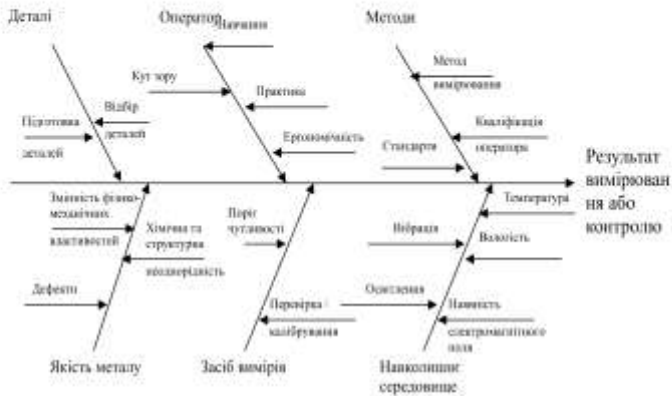 Деталі
Оператор
Методи
Навчання
Кут зору
Практика
Ергономічність
Підготовка
деталей
Відбір
деталей
Метод
вимірювання
Кваліфікація
оператора
Стандарти
Результат
вимірюван
ня або
контролю
Змінність фізико-
механічних
властивостей
Хімічна та
структурна
неоднорідність
Дефекти
Поріг
чутливості
Перевірка
калібрування
Температура
Вібрація
Вологість
Освітлення
Наявність
електромагнітного
поля
Якість металу
Засіб вимірів
Навколишнє
середовище